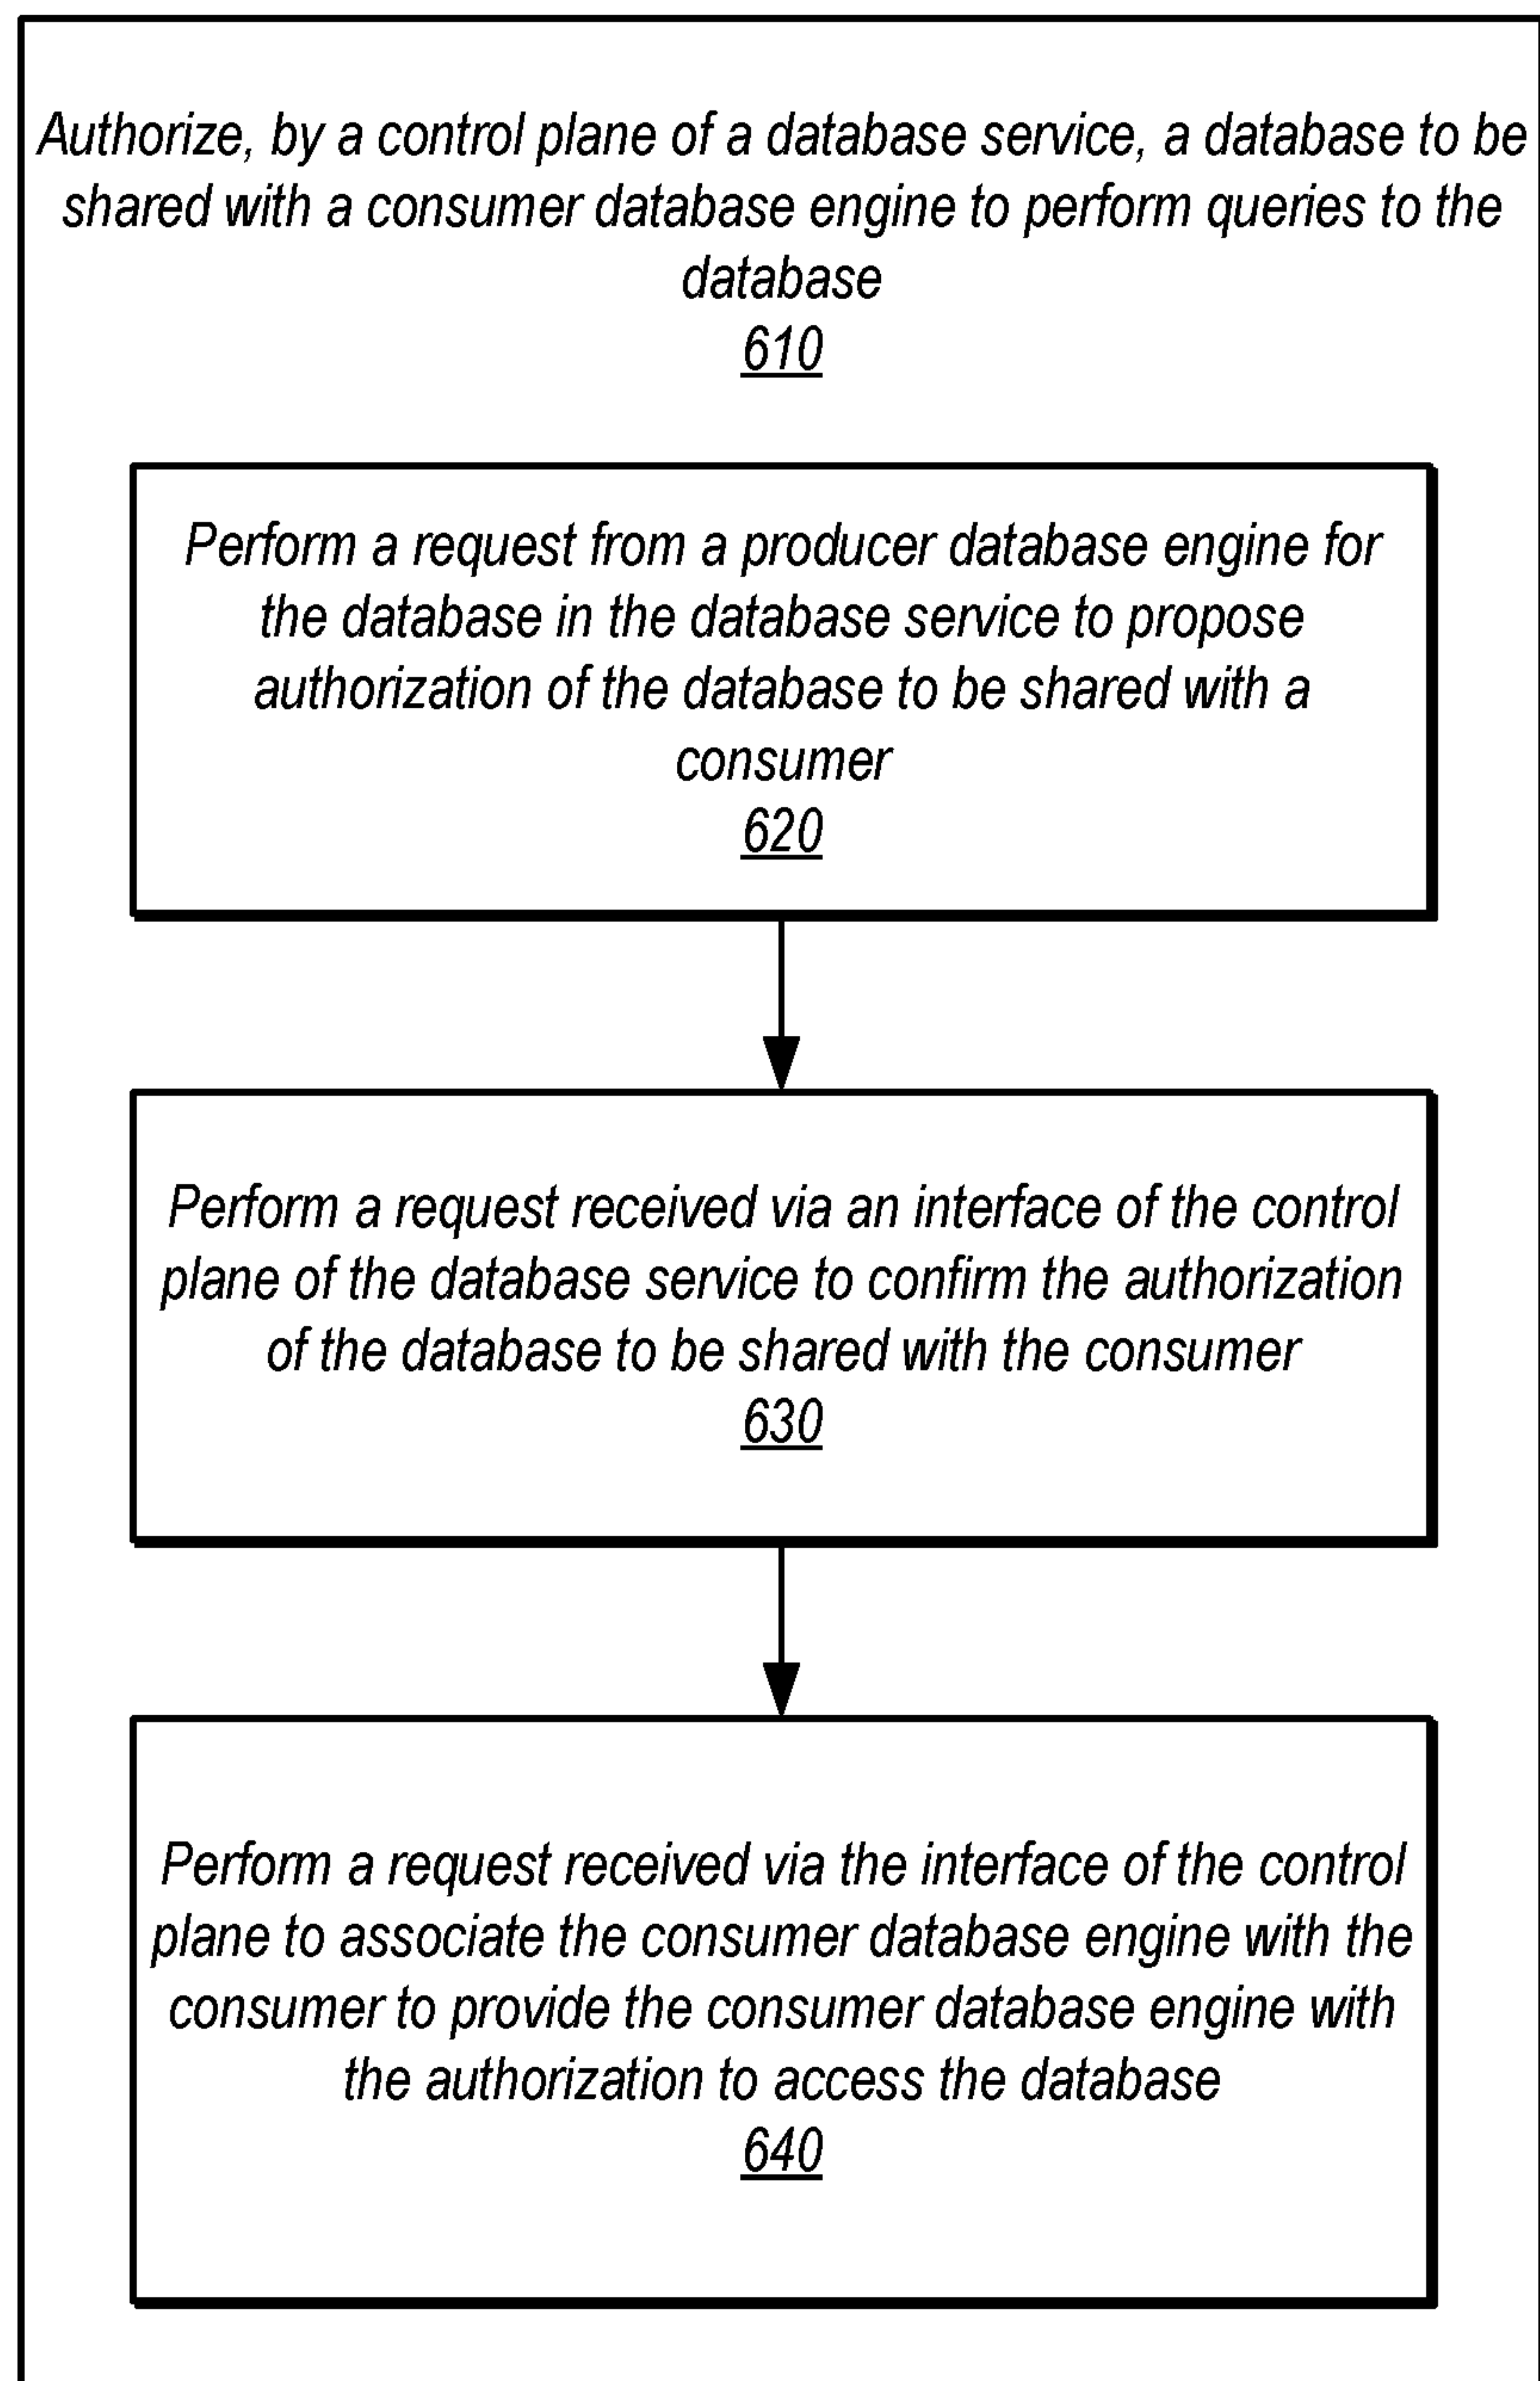 Authorize, by a control plane of a database service, a database to be
shared with a consumer database engine to perform queries to the
database
610
Perform a request from a producer database engine for
the database in the database service to propose
authorization of the database to be shared with a
consumer
620
Perform a request received via an interface of the control
plane of the database service to confirm the authorization
of the database to be shared with the consumer
630
Perform a request received via the interface of the control
plane to associate the consumer database engine with the
consumer to provide the consumer database engine with
the authorization to access the database
640